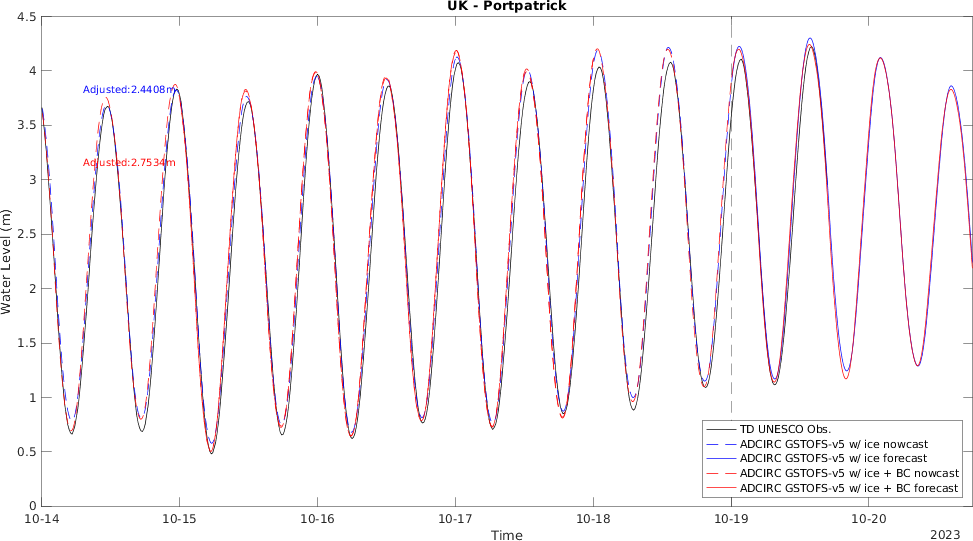 UK - Portpatrick
4.5
4
3.5
3
2.5
2
1.5
1
0.5
0
Water Level (m)
Adjusted:2.4408m
Adjusted:2.7534m
TD UNESCO Obs.
ADCIRC GSTOFS-v5 w/ ice nowcast
ADCIRC GSTOFS-v5 w/ ice forecast
ADCIRC GSTOFS-v5 w/ ice + BC nowcast
ADCIRC GSTOFS-v5 w/ ice + BC forecast
10-14 10-15 10-16 10-17 10-18 10-19 10-20
Time
2023